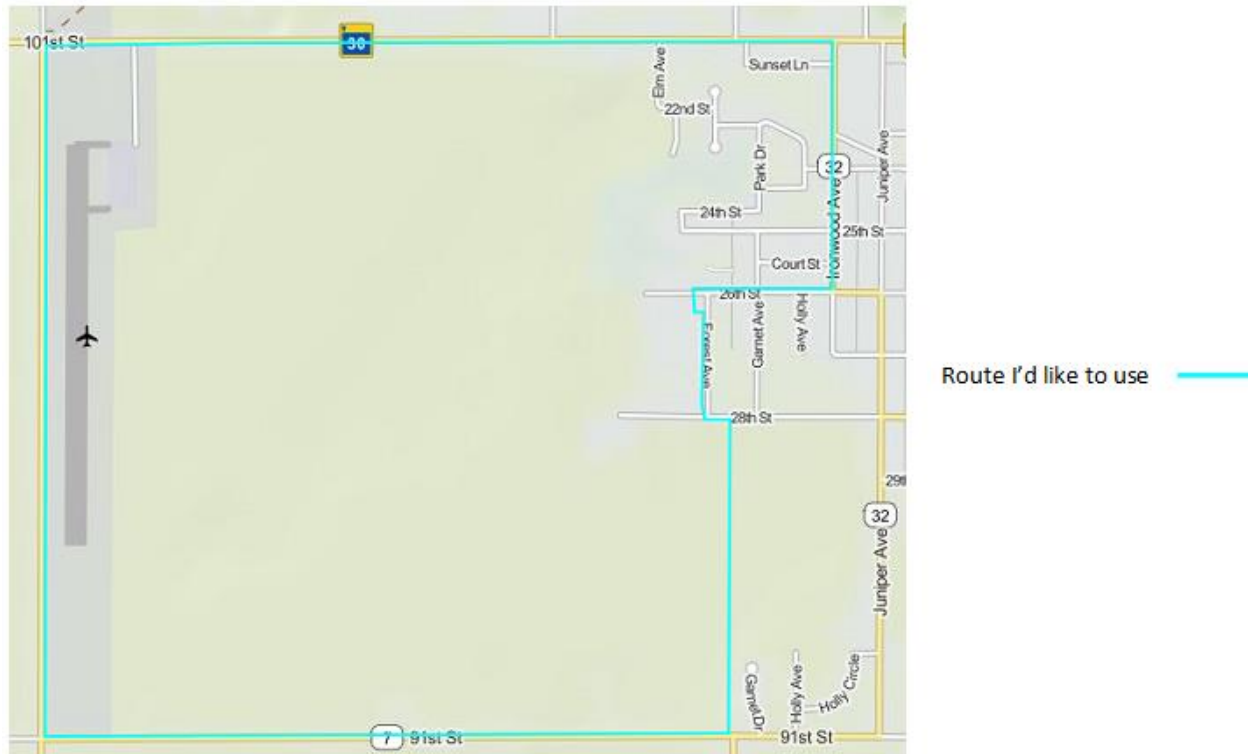 101st St
30
Elm Ave
Sunset Ln
22nd St
Park Dr
32
Juniper Ave
24th St
Ironwood Ave
25th St
Court St
26th St
Holly Ave
Forest Ave
Garnet Ave
Route I'd like to use
28th St
29th
32
Juniper Ave
Garnet Dr
Holly Ave
Holly Circle
7
91st St
91st St